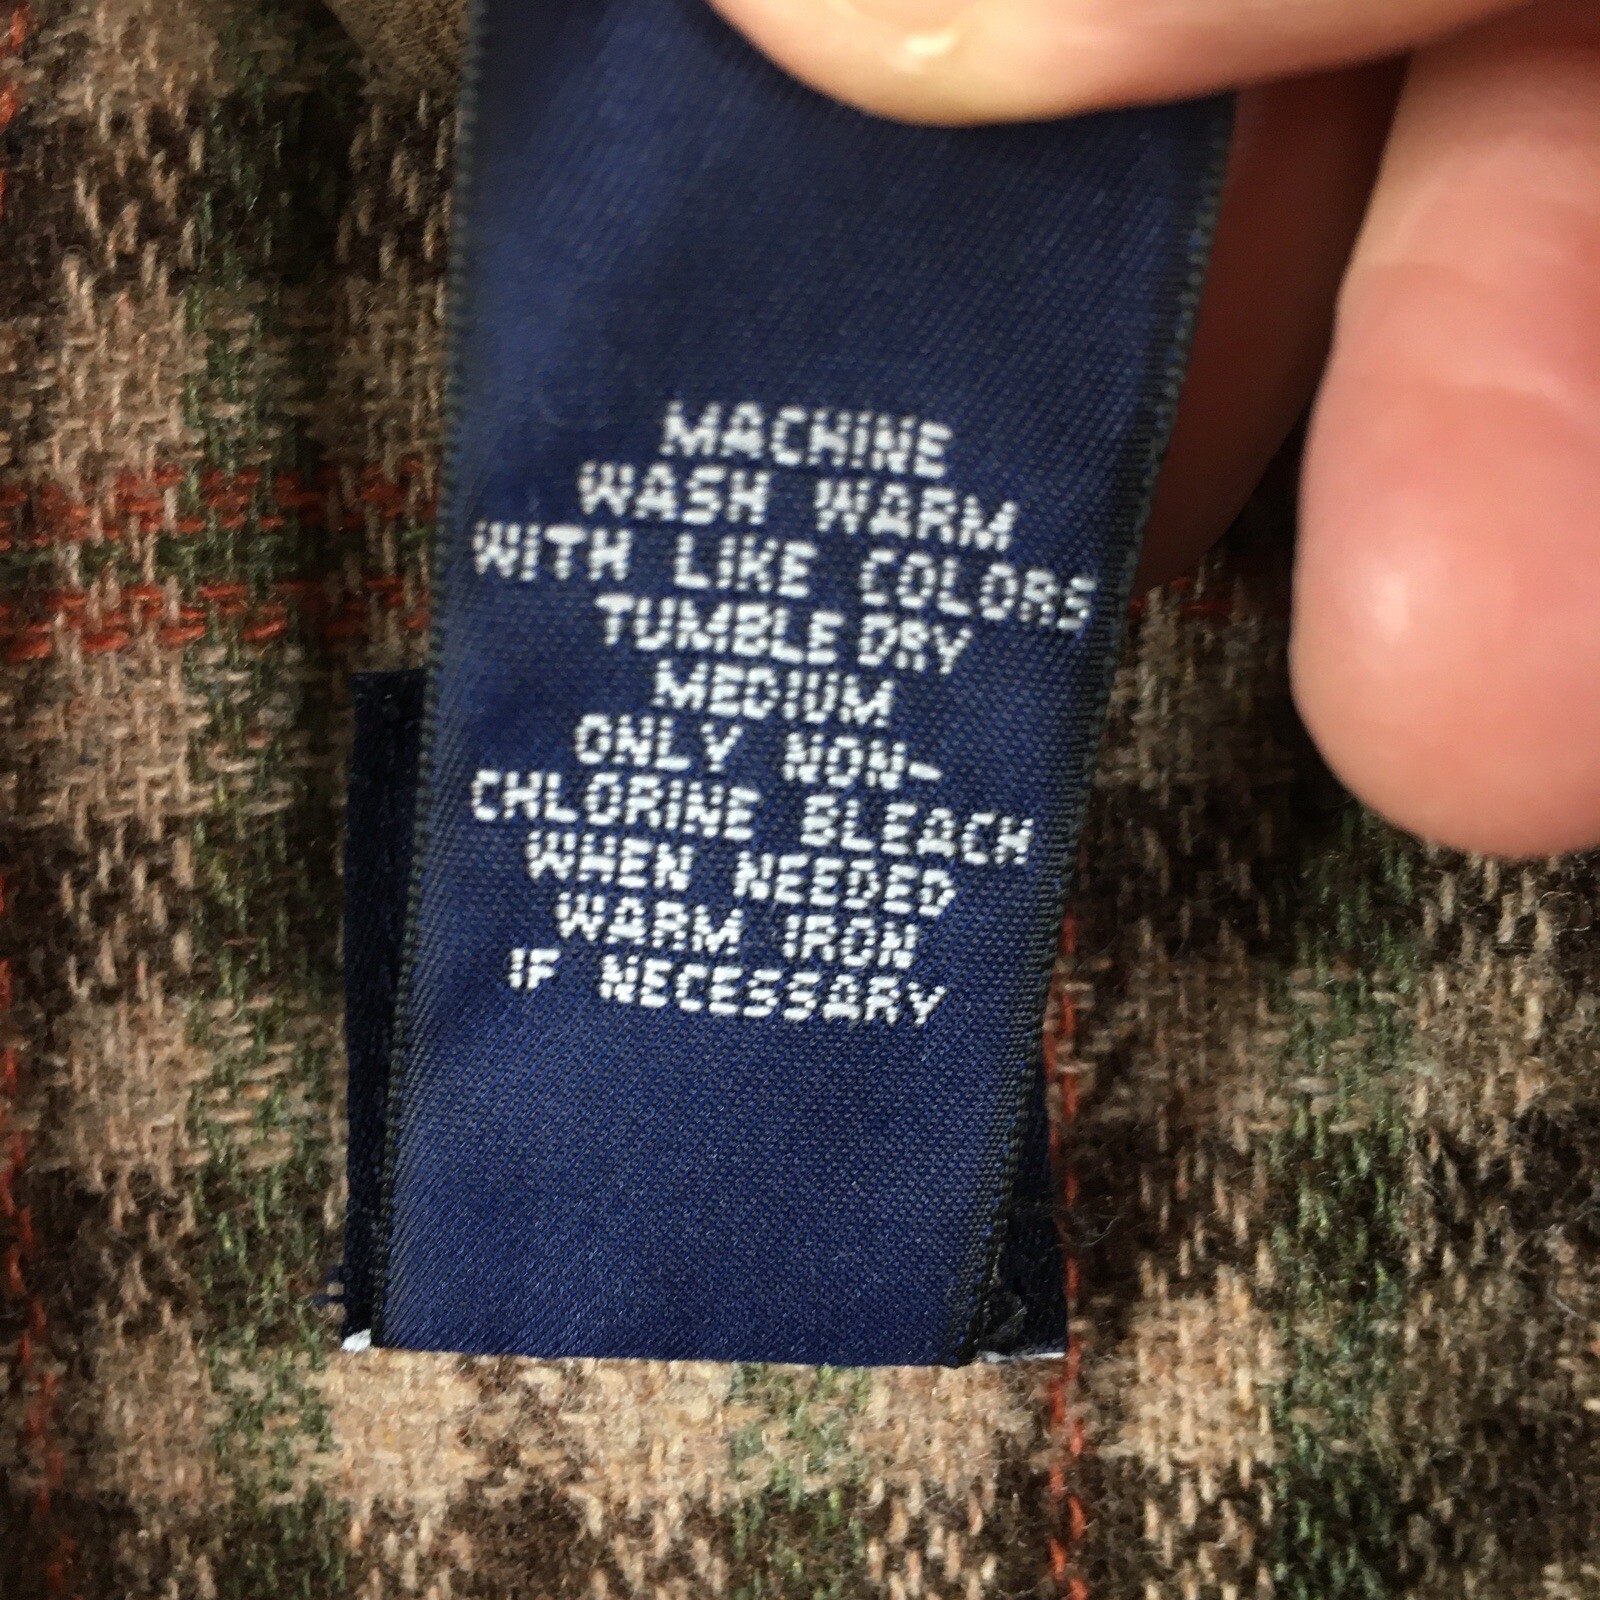 MACHINE
WASH WARM
WITH LIKE COLORS
TUMBLE DRY
MEDIUM
ONLY NON-
CHLORINE BLEACH
WHEN NEEDED
WARM IRON
IF NECESSARY